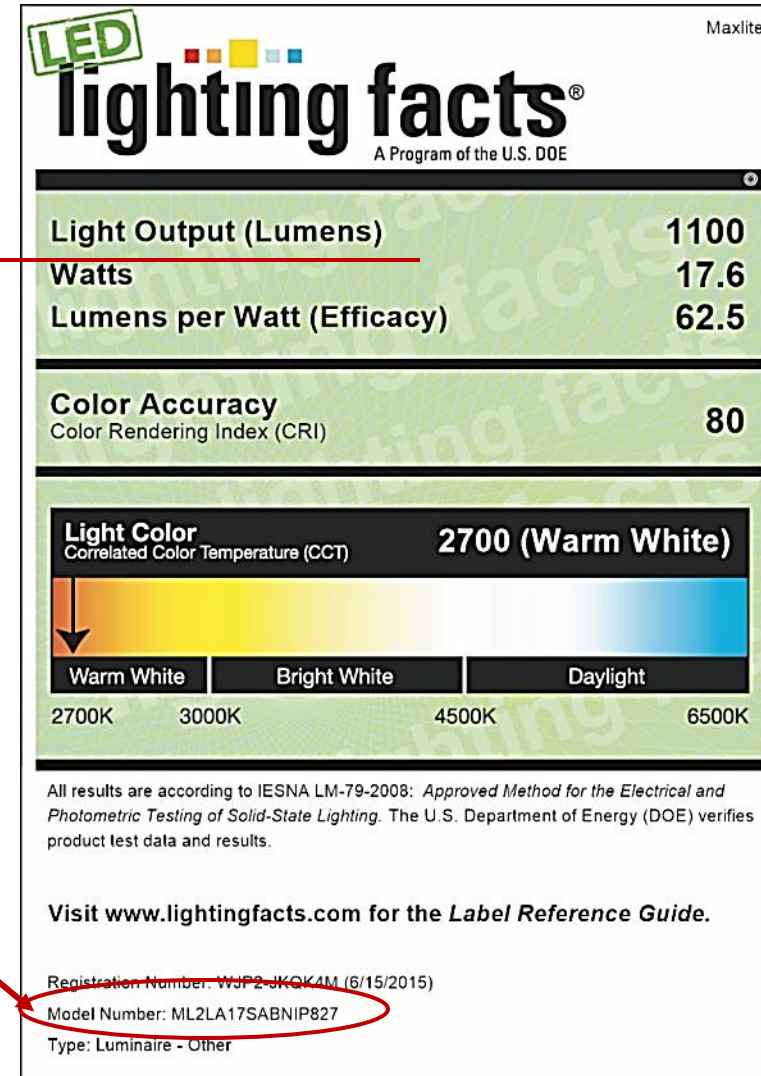 Maxlite
LED
lighting facts®
A Program of the U.S. DOE
Light Output (Lumens) 1100
Watts 17.6
Lumens per Watt (Efficacy) 62.5
Color Accuracy
Color Rendering Index (CRI) 80
Light Color
Correlated Color Temperature (CCT) 2700 (Warm White)
Warm White Bright White Daylight
2700K 3000K 4500K 6500K
All results are according to IESNA LM-79-2008: Approved Method for the Electrical and
Photometric Testing of Solid-State Lighting. The U.S. Department of Energy (DOE) verifies
product test data and results.
Visit www.lightingfacts.com for the Label Reference Guide.
Registration Number: WJP2-JKQK4M (6/15/2015)
Model Number: ML2LA17SABNIP827
Type: Luminaire - Other